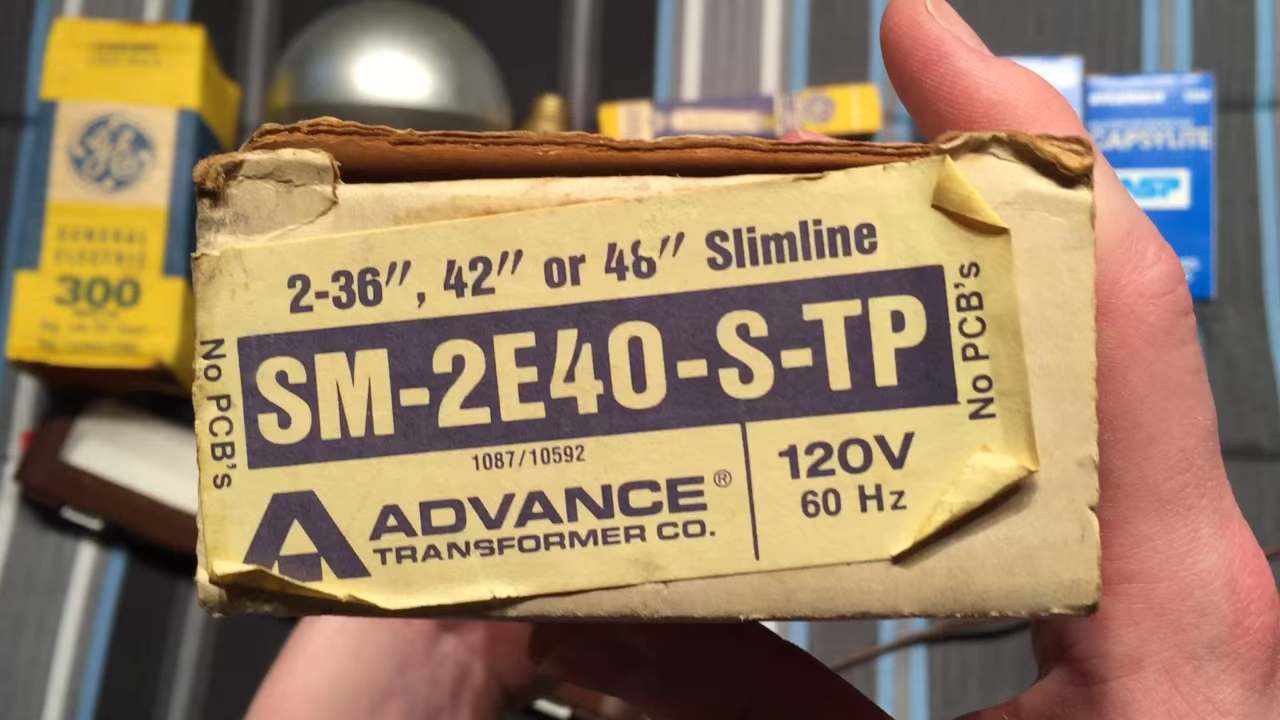 2-36", 42" or 48" Slimline
SM-2E40-S-TP
No PCB's
No PCB's
1087/10592
ADVANCE®
TRANSFORMER CO.
120V
60 Hz
GE
GENERAL
ELECTRIC
300
CAPSYLITE